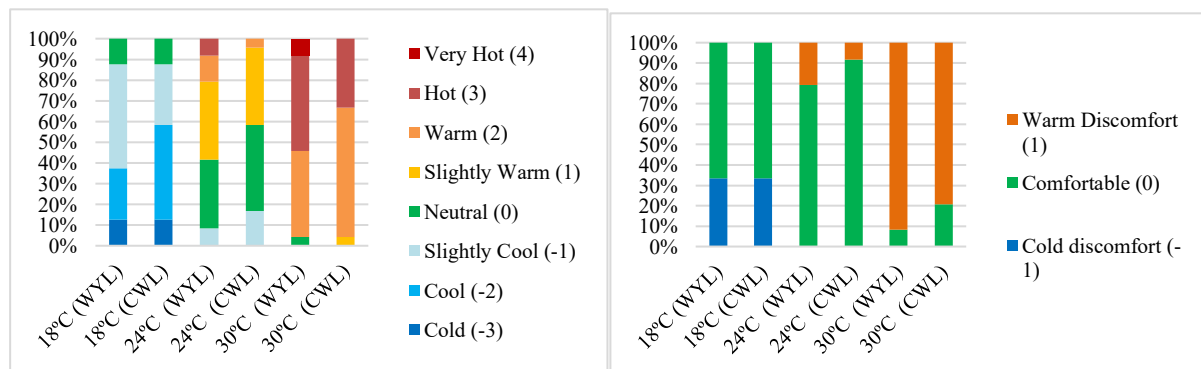 100%
90%
80%
70%
60%
50%
40%
30%
20%
10%
0%
18ºC (WYL)
18ºC (CWL)
24ºC (WYL)
24ºC (CWL)
30ºC (WYL)
30ºC (CWL)
Very Hot (4)
Hot (3)
Warm (2)
Slightly Warm (1)
Neutral (0)
Slightly Cool (-1)
Cool (-2)
Cold (-3)
100%
90%
80%
70%
60%
50%
40%
30%
20%
10%
0%
18ºC (WYL)
18ºC (CWL)
24ºC (WYL)
24ºC (CWL)
30ºC (WYL)
30ºC (CWL)
Warm Discomfort
(1)
Comfortable (0)
Cold discomfort (-
1)